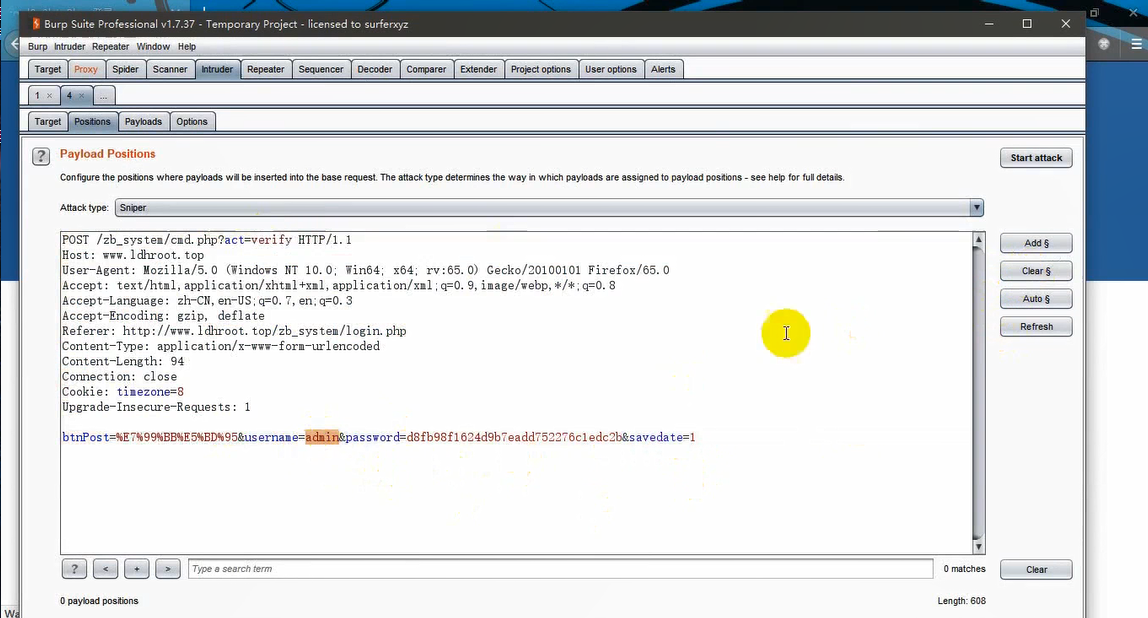 Burp Suite Professional v1.7.37 - Temporary Project - licensed to surferxyz
Burp Intruder Repeater Window Help
Target Proxy Spider Scanner Intruder Repeater Sequencer Decoder Comparer Extender Project options User options Alerts
1 × 4 × ...
Target Positions Payloads Options
? Payload Positions
Start attack
Configure the positions where payloads will be inserted into the base request. The attack type determines the way in which payloads are assigned to payload positions - see help for full details.
Attack type: Sniper
POST /zb_system/cmd.php?act=verify HTTP/1.1
Host: www.ldhroot.top
User-Agent: Mozilla/5.0 (Windows NT 10.0; Win64; x64; rv:65.0) Gecko/20100101 Firefox/65.0
Accept: text/html,application/xhtml+xml,application/xml;q=0.9,image/webp,*/*;q=0.8
Accept-Language: zh-CN,en-US;q=0.7,en;q=0.3
Accept-Encoding: gzip, deflate
Referer: http://www.ldhroot.top/zb_system/login.php
Content-Type: application/x-www-form-urlencoded
Content-Length: 94
Connection: close
Cookie: timezone=8
Upgrade-Insecure-Requests: 1
btnPost=%E7%99%BB%E5%BD%95&username=admin&password=d8fb98f1624d9b7eadd752276c1edc2b&savedate=1
Add §
Clear §
Auto §
Refresh
? < + > Type a search term
0 matches
Clear
0 payload positions
Length: 608
Wa